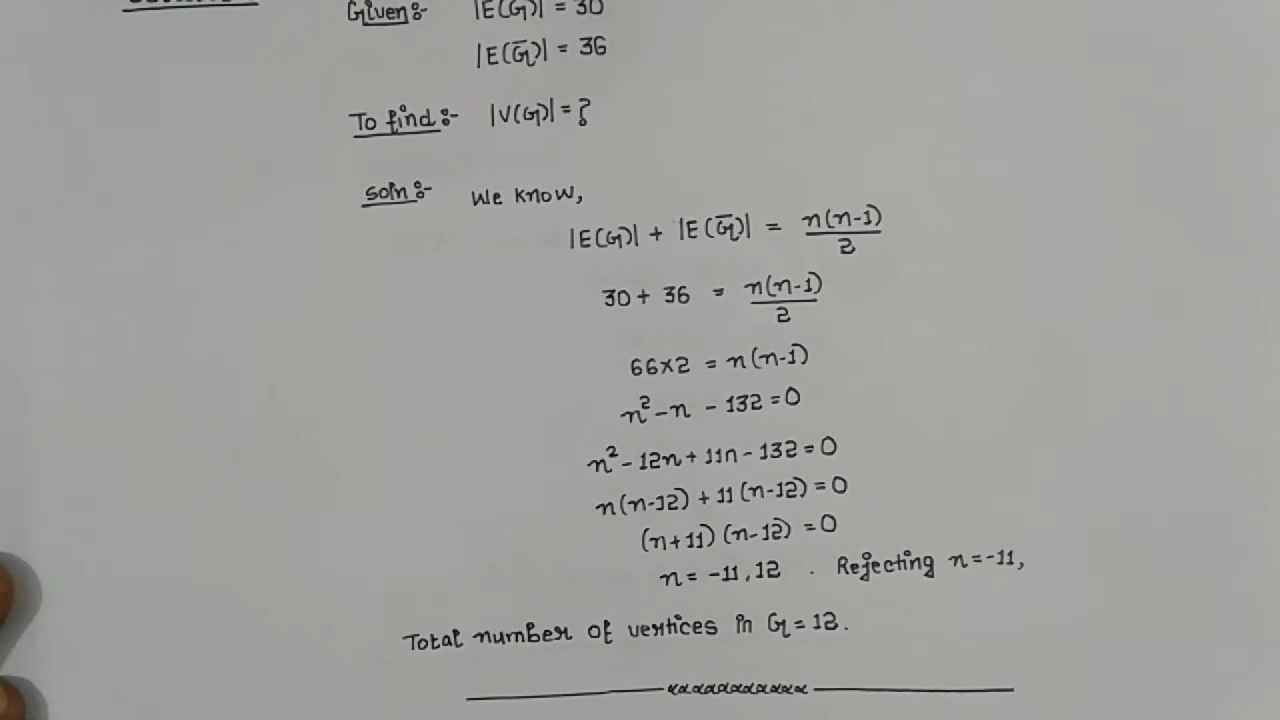 Given:- |E(G)| = 30
|E(G̅)| = 36
To find:- |V(G)| = ?
Soln:- We know,
|E(G)| + |E(G̅)| = n(n-1)/2
30 + 36 = n(n-1)/2
66×2 = n(n-1)
n² - n - 132 = 0
n² - 12n + 11n - 132 = 0
n(n-12) + 11(n-12) = 0
(n+11)(n-12) = 0
n = -11, 12 . Rejecting n = -11,
Total number of vertices in G = 12.